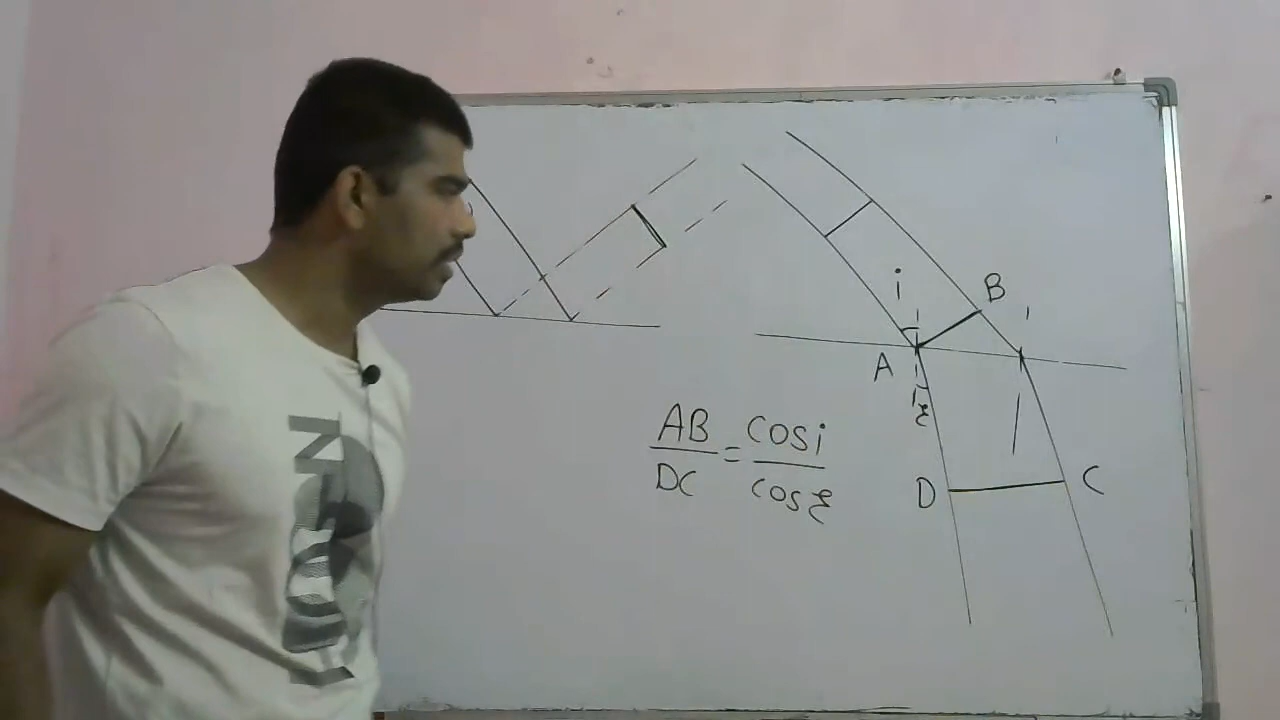 i
B
A
r
AB/DC = cos i/cos r
D
C